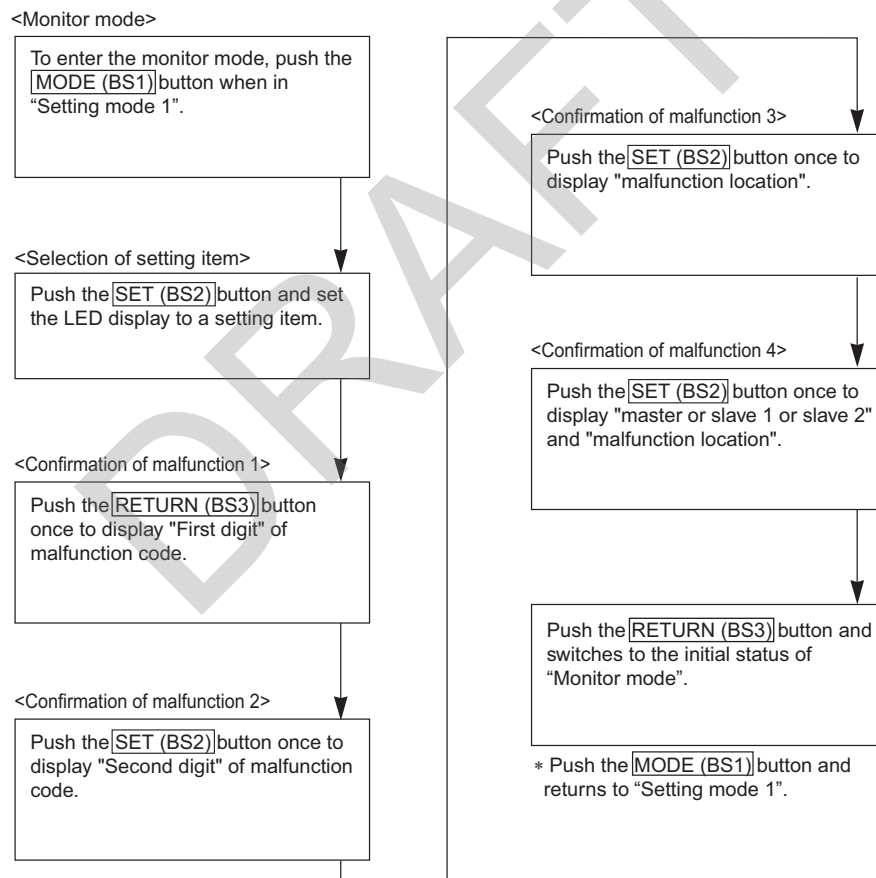 <Monitor mode>
To enter the monitor mode, push the
MODE (BS1) button when in
“Setting mode 1”.
<Selection of setting item>
Push the SET (BS2) button and set
the LED display to a setting item.
<Confirmation of malfunction 1>
Push the RETURN (BS3) button
once to display "First digit" of
malfunction code.
<Confirmation of malfunction 2>
Push the SET (BS2) button once to
display "Second digit" of malfunction
code.
<Confirmation of malfunction 3>
Push the SET (BS2) button once to
display "malfunction location".
<Confirmation of malfunction 4>
Push the SET (BS2) button once to
display "master or slave 1 or slave 2"
and "malfunction location".
Push the RETURN (BS3) button and
switches to the initial status of
“Monitor mode”.
∗ Push the MODE (BS1) button and
returns to “Setting mode 1”.
DRAFT